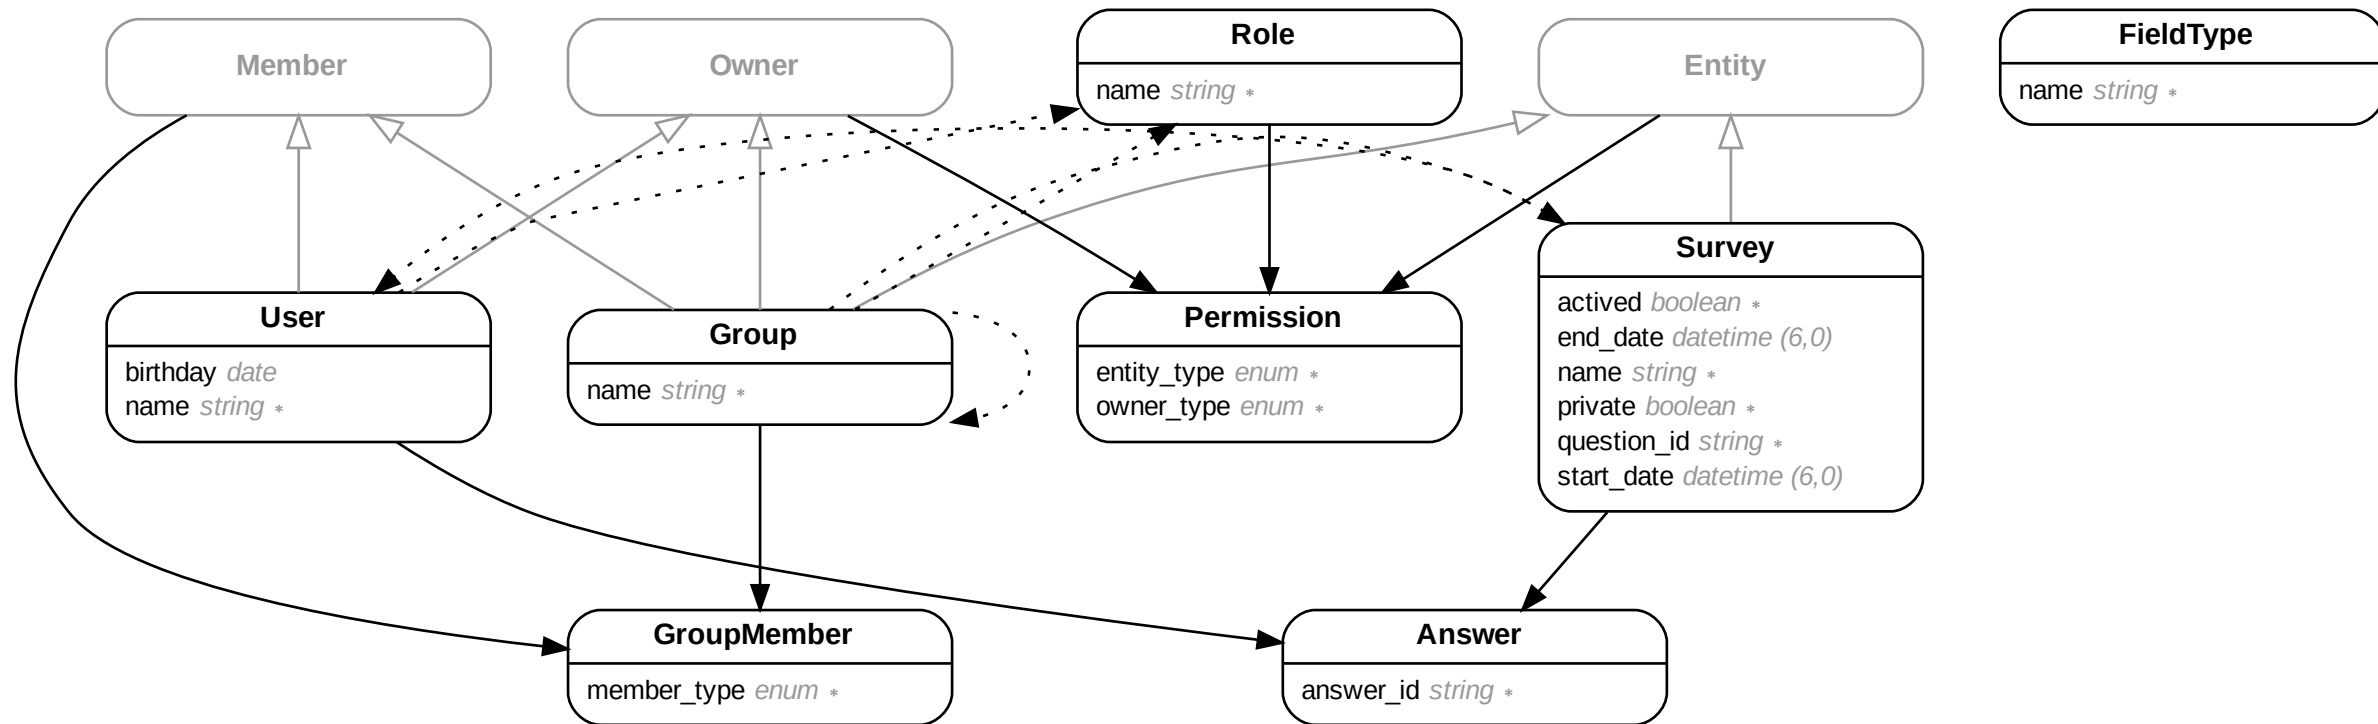 Member
Owner
Role
name string *
Entity
FieldType
name string *
User
birthday date
name string *
Group
name string *
Permission
entity_type enum *
owner_type enum *
Survey
actived boolean *
end_date datetime (6,0)
name string *
private boolean *
question_id string *
start_date datetime (6,0)
GroupMember
member_type enum *
Answer
answer_id string *